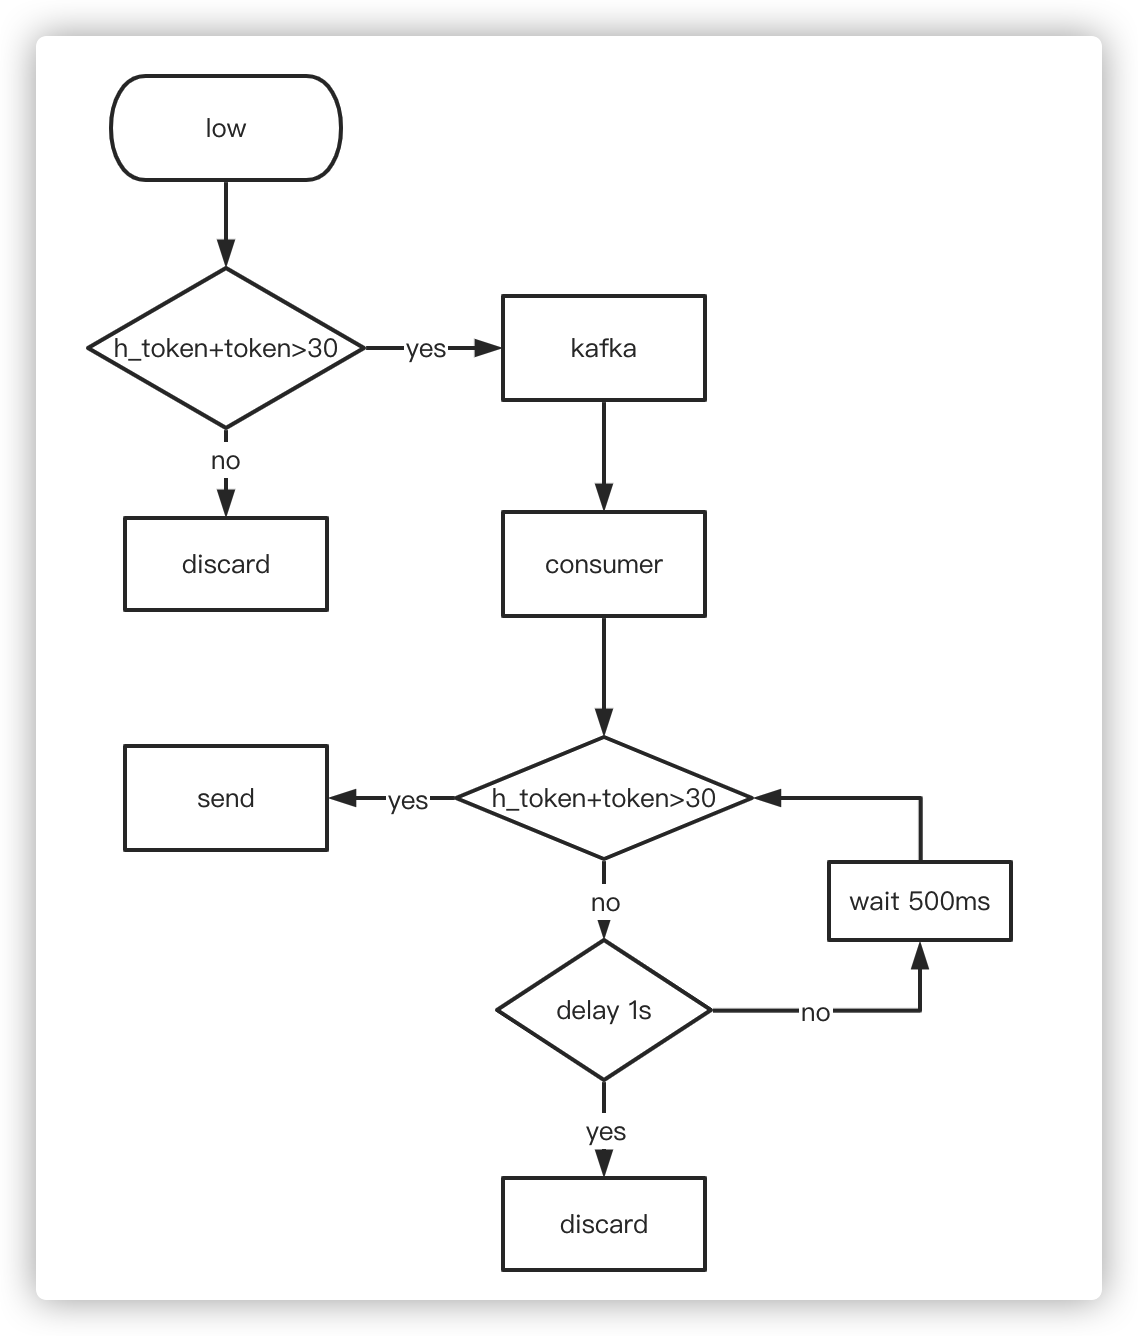 low
h_token+token>30
yes
kafka
no
discard
consumer
send
yes
h_token+token>30
no
wait 500ms
delay 1s
no
yes
discard